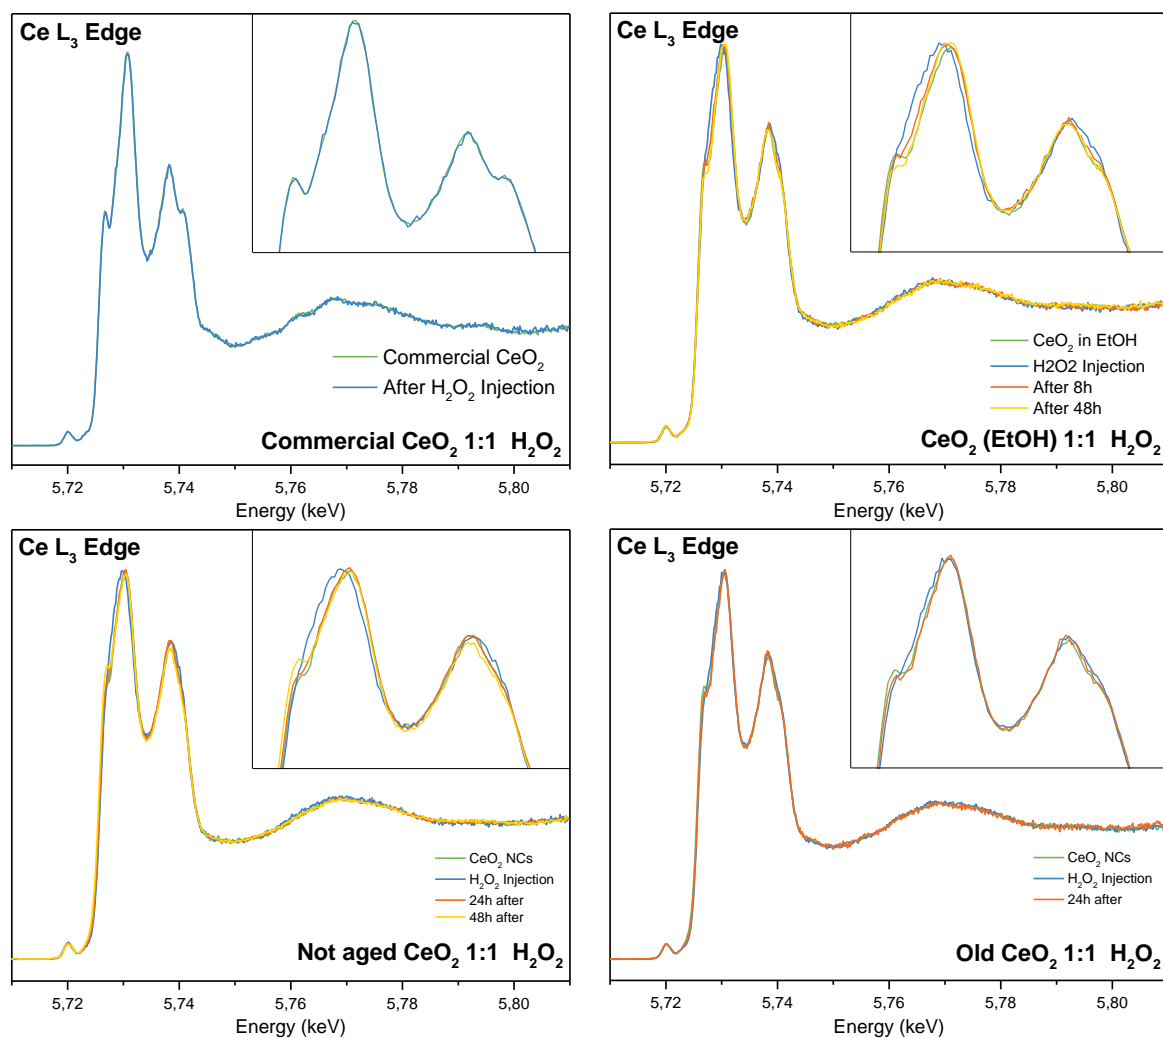 Ce L₃ Edge
Commercial CeO₂
After H₂O₂ Injection
Commercial CeO₂ 1:1 H₂O₂
5,72 5,74 5,76 5,78 5,80
Energy (keV)
Ce L₃ Edge
CeO₂ in EtOH
H2O2 Injection
After 8h
After 48h
CeO₂ (EtOH) 1:1 H₂O₂
5,72 5,74 5,76 5,78 5,80
Energy (keV)
Ce L₃ Edge
CeO₂ NCs
H₂O₂ Injection
24h after
48h after
Not aged CeO₂ 1:1 H₂O₂
5,72 5,74 5,76 5,78 5,80
Energy (keV)
Ce L₃ Edge
CeO₂ NCs
H₂O₂ Injection
24h after
Old CeO₂ 1:1 H₂O₂
5,72 5,74 5,76 5,78 5,80
Energy (keV)